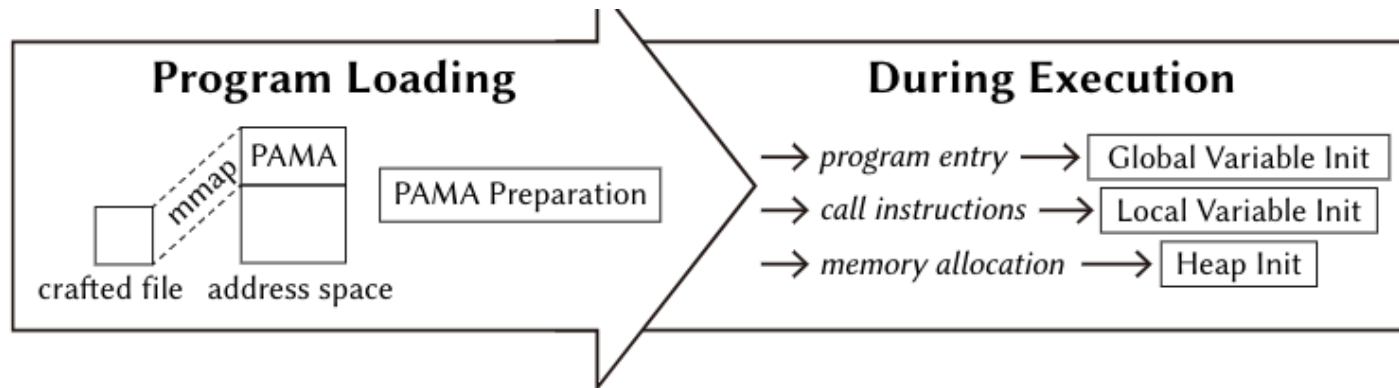 Program Loading
PAMA
mmap
crafted file
address space
PAMA Preparation
During Execution
program entry
Global Variable Init
call instructions
Local Variable Init
memory allocation
Heap Init